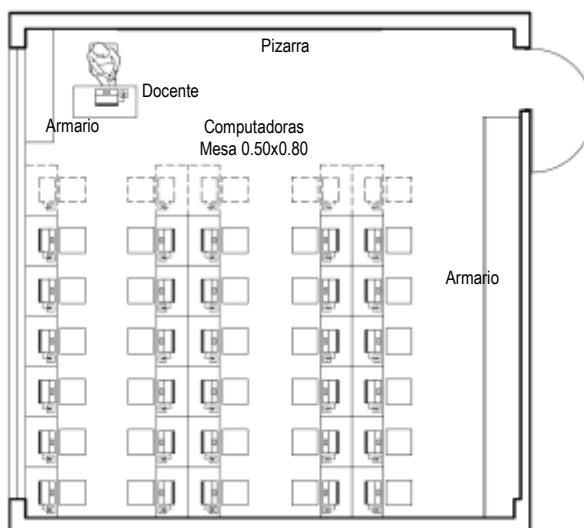 Pizarra
Docente
Armario
Computadoras
Mesa 0.50x0.80
Armario